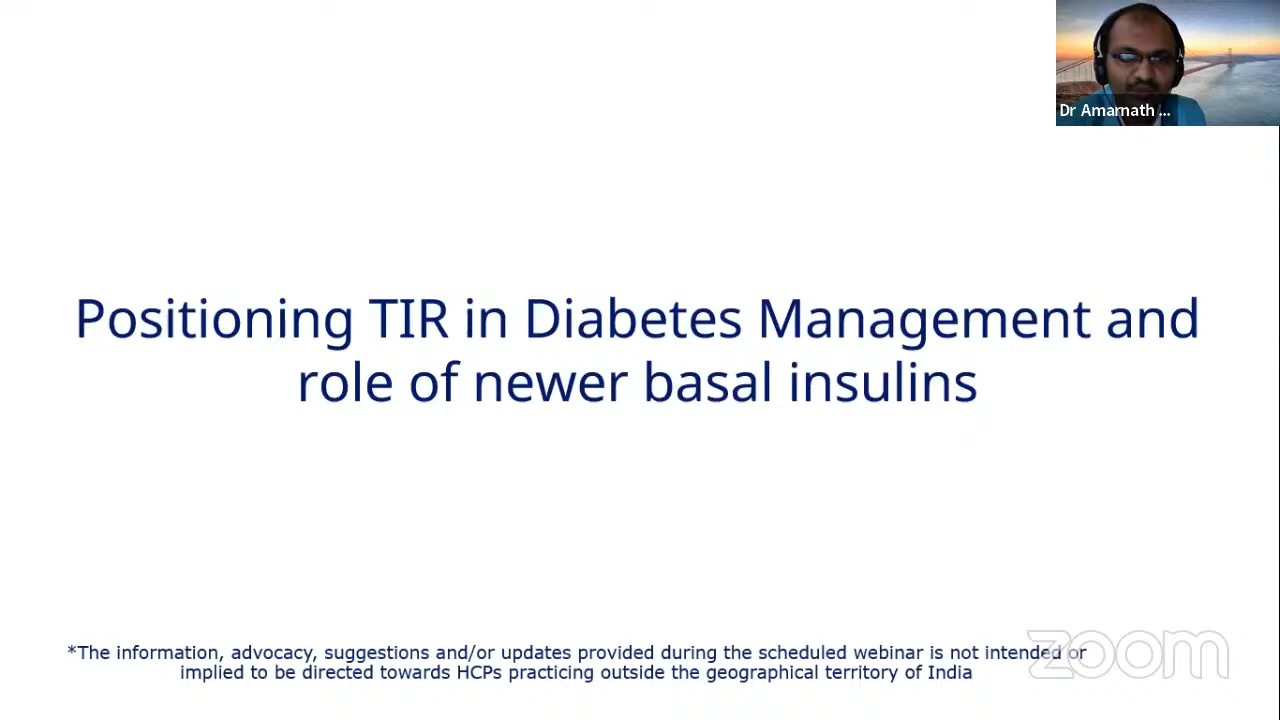 Dr Amarnath ...
Positioning TIR in Diabetes Management and
role of newer basal insulins
*The information, advocacy, suggestions and/or updates provided during the scheduled webinar is not intended or
implied to be directed towards HCPs practicing outside the geographical territory of India
zoom